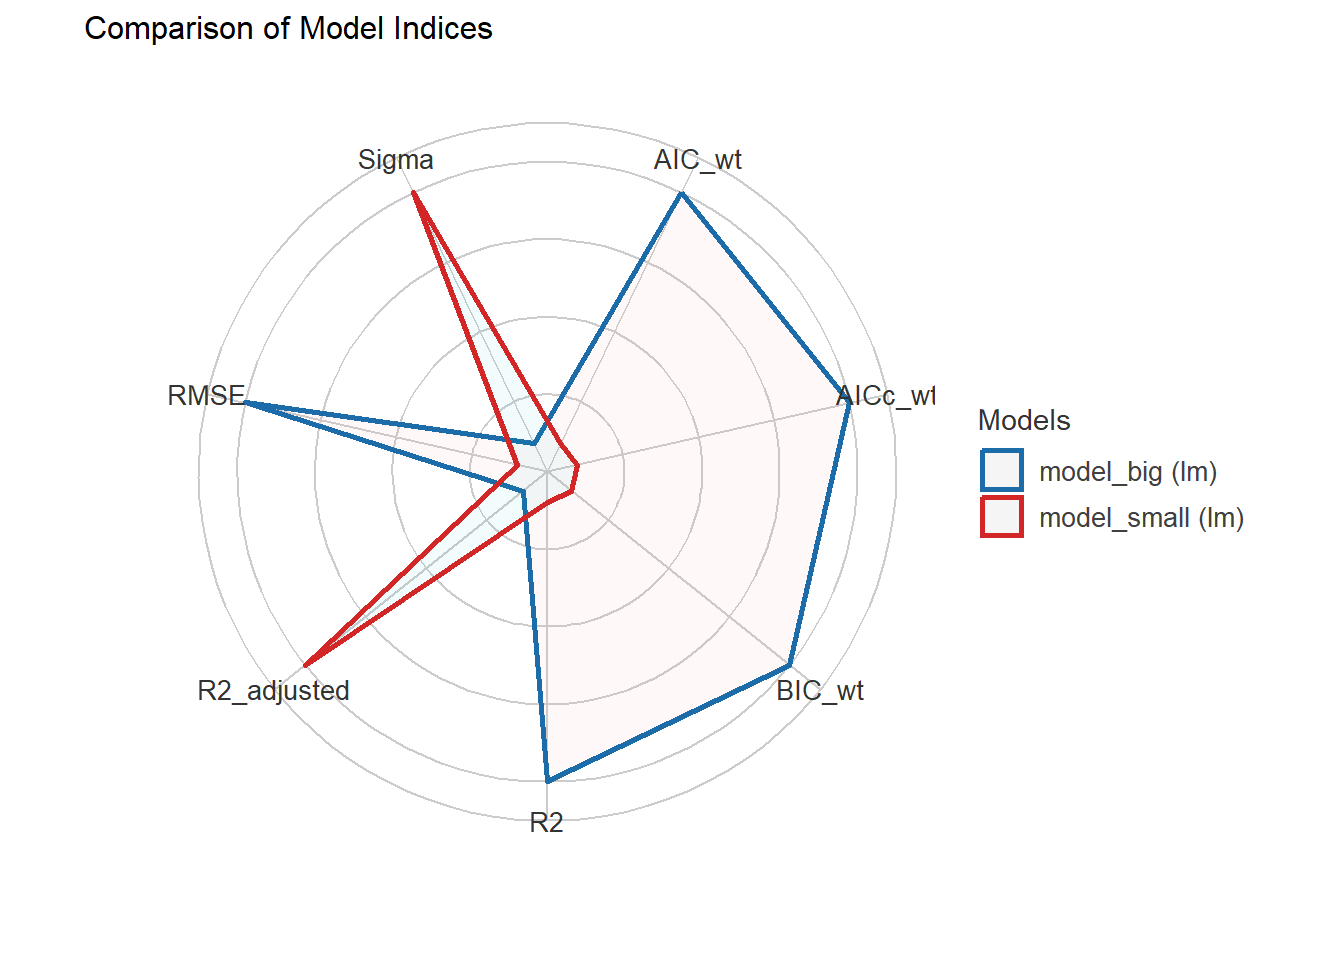 Comparison of Model Indices
Sigma
AIC_wt
RMSE
AICc_wt
Models
model_big (lm)
model_small (lm)
R2_adjusted
BIC_wt
R2